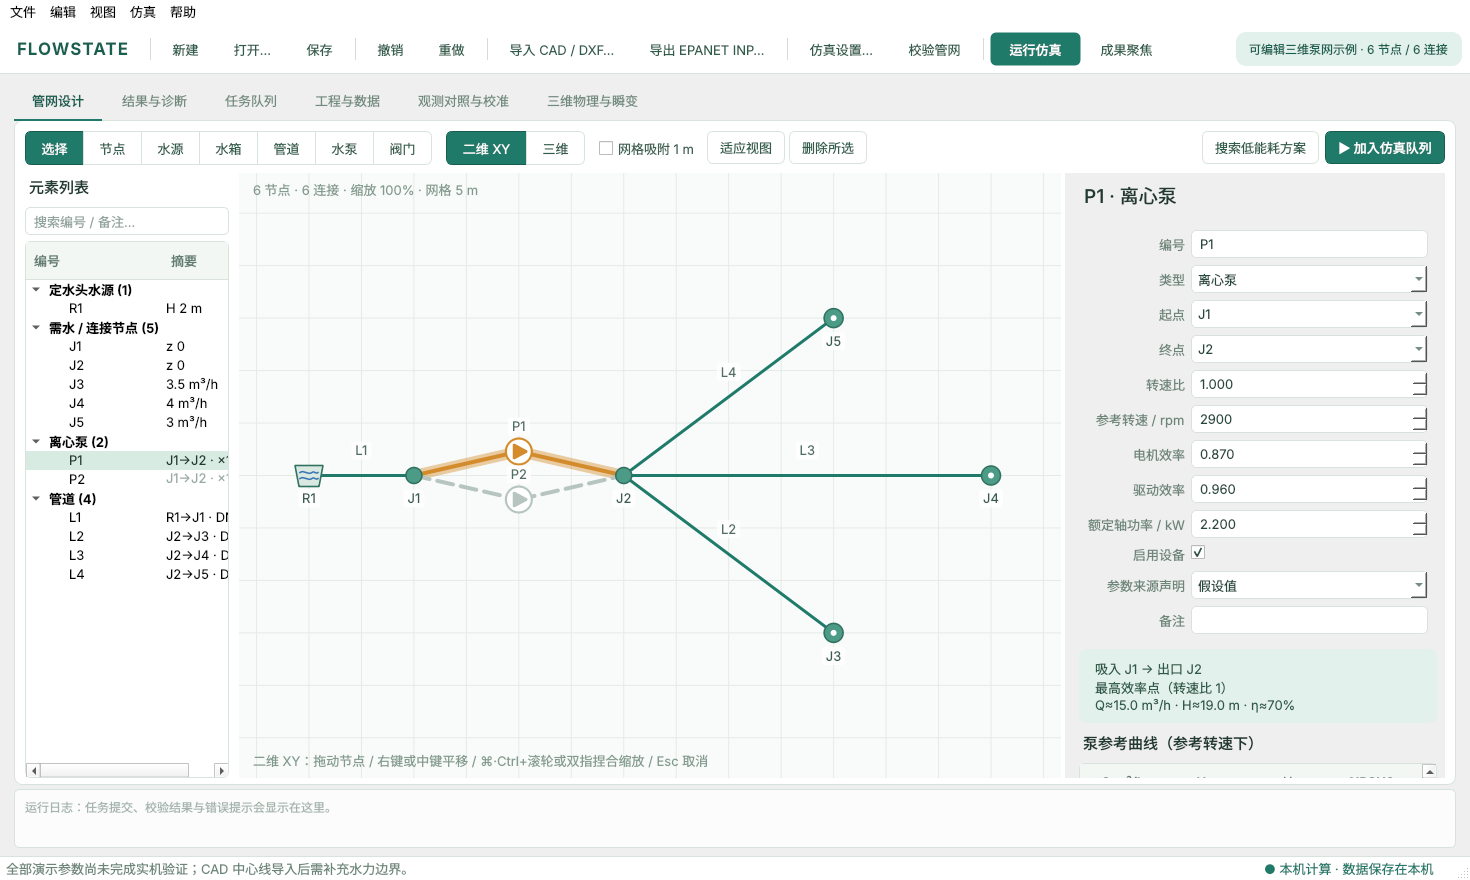 文件 编辑 视图 仿真 帮助
FLOWSTATE 新建 打开... 保存 撤销 重做 导入 CAD / DXF... 导出 EPANET INP... 仿真设置... 校验管网 运行仿真 成果聚焦 可编辑三维泵网示例 · 6 节点 / 6 连接
管网设计 结果与诊断 任务队列 工程与数据 观测对照与校准 三维物理与瞬变
选择 节点 水源 水箱 管道 水泵 阀门 二维 XY 三维 网格吸附 1 m 适应视图 删除所选 搜索低能耗方案 ▶ 加入仿真队列
元素列表
搜索编号 / 备注...
编号 摘要
定水头水源 (1)
R1 H 2 m
需水 / 连接节点 (5)
J1 z 0
J2 z 0
J3 3.5 m³/h
J4 4 m³/h
J5 3 m³/h
离心泵 (2)
P1 J1→J2 · ×
P2 J1→J2 · ×
管道 (4)
L1 R1→J1 · D
L2 J2→J3 · D
L3 J2→J4 · D
L4 J2→J5 · D
6 节点 · 6 连接 · 缩放 100% · 网格 5 m
J5
L4
P1
L1
L3
P2
R1
J1
J2
J4
L2
J3
二维 XY：拖动节点 / 右键或中键平移 / ⌘·Ctrl+滚轮或双指捏合缩放 / Esc 取消
P1 · 离心泵
编号 P1
类型 离心泵
起点 J1
终点 J2
转速比 1.000
参考转速 / rpm 2900
电机效率 0.870
驱动效率 0.960
额定轴功率 / kW 2.200
启用设备
参数来源声明 假设值
备注
吸入 J1 → 出口 J2
最高效率点（转速比 1）
Q≈15.0 m³/h · H≈19.0 m · η≈70%
泵参考曲线（参考转速下）
运行日志：任务提交、校验结果与错误提示会显示在这里。
全部演示参数尚未完成实机验证；CAD 中心线导入后需补充水力边界。
● 本机计算 · 数据保存在本机